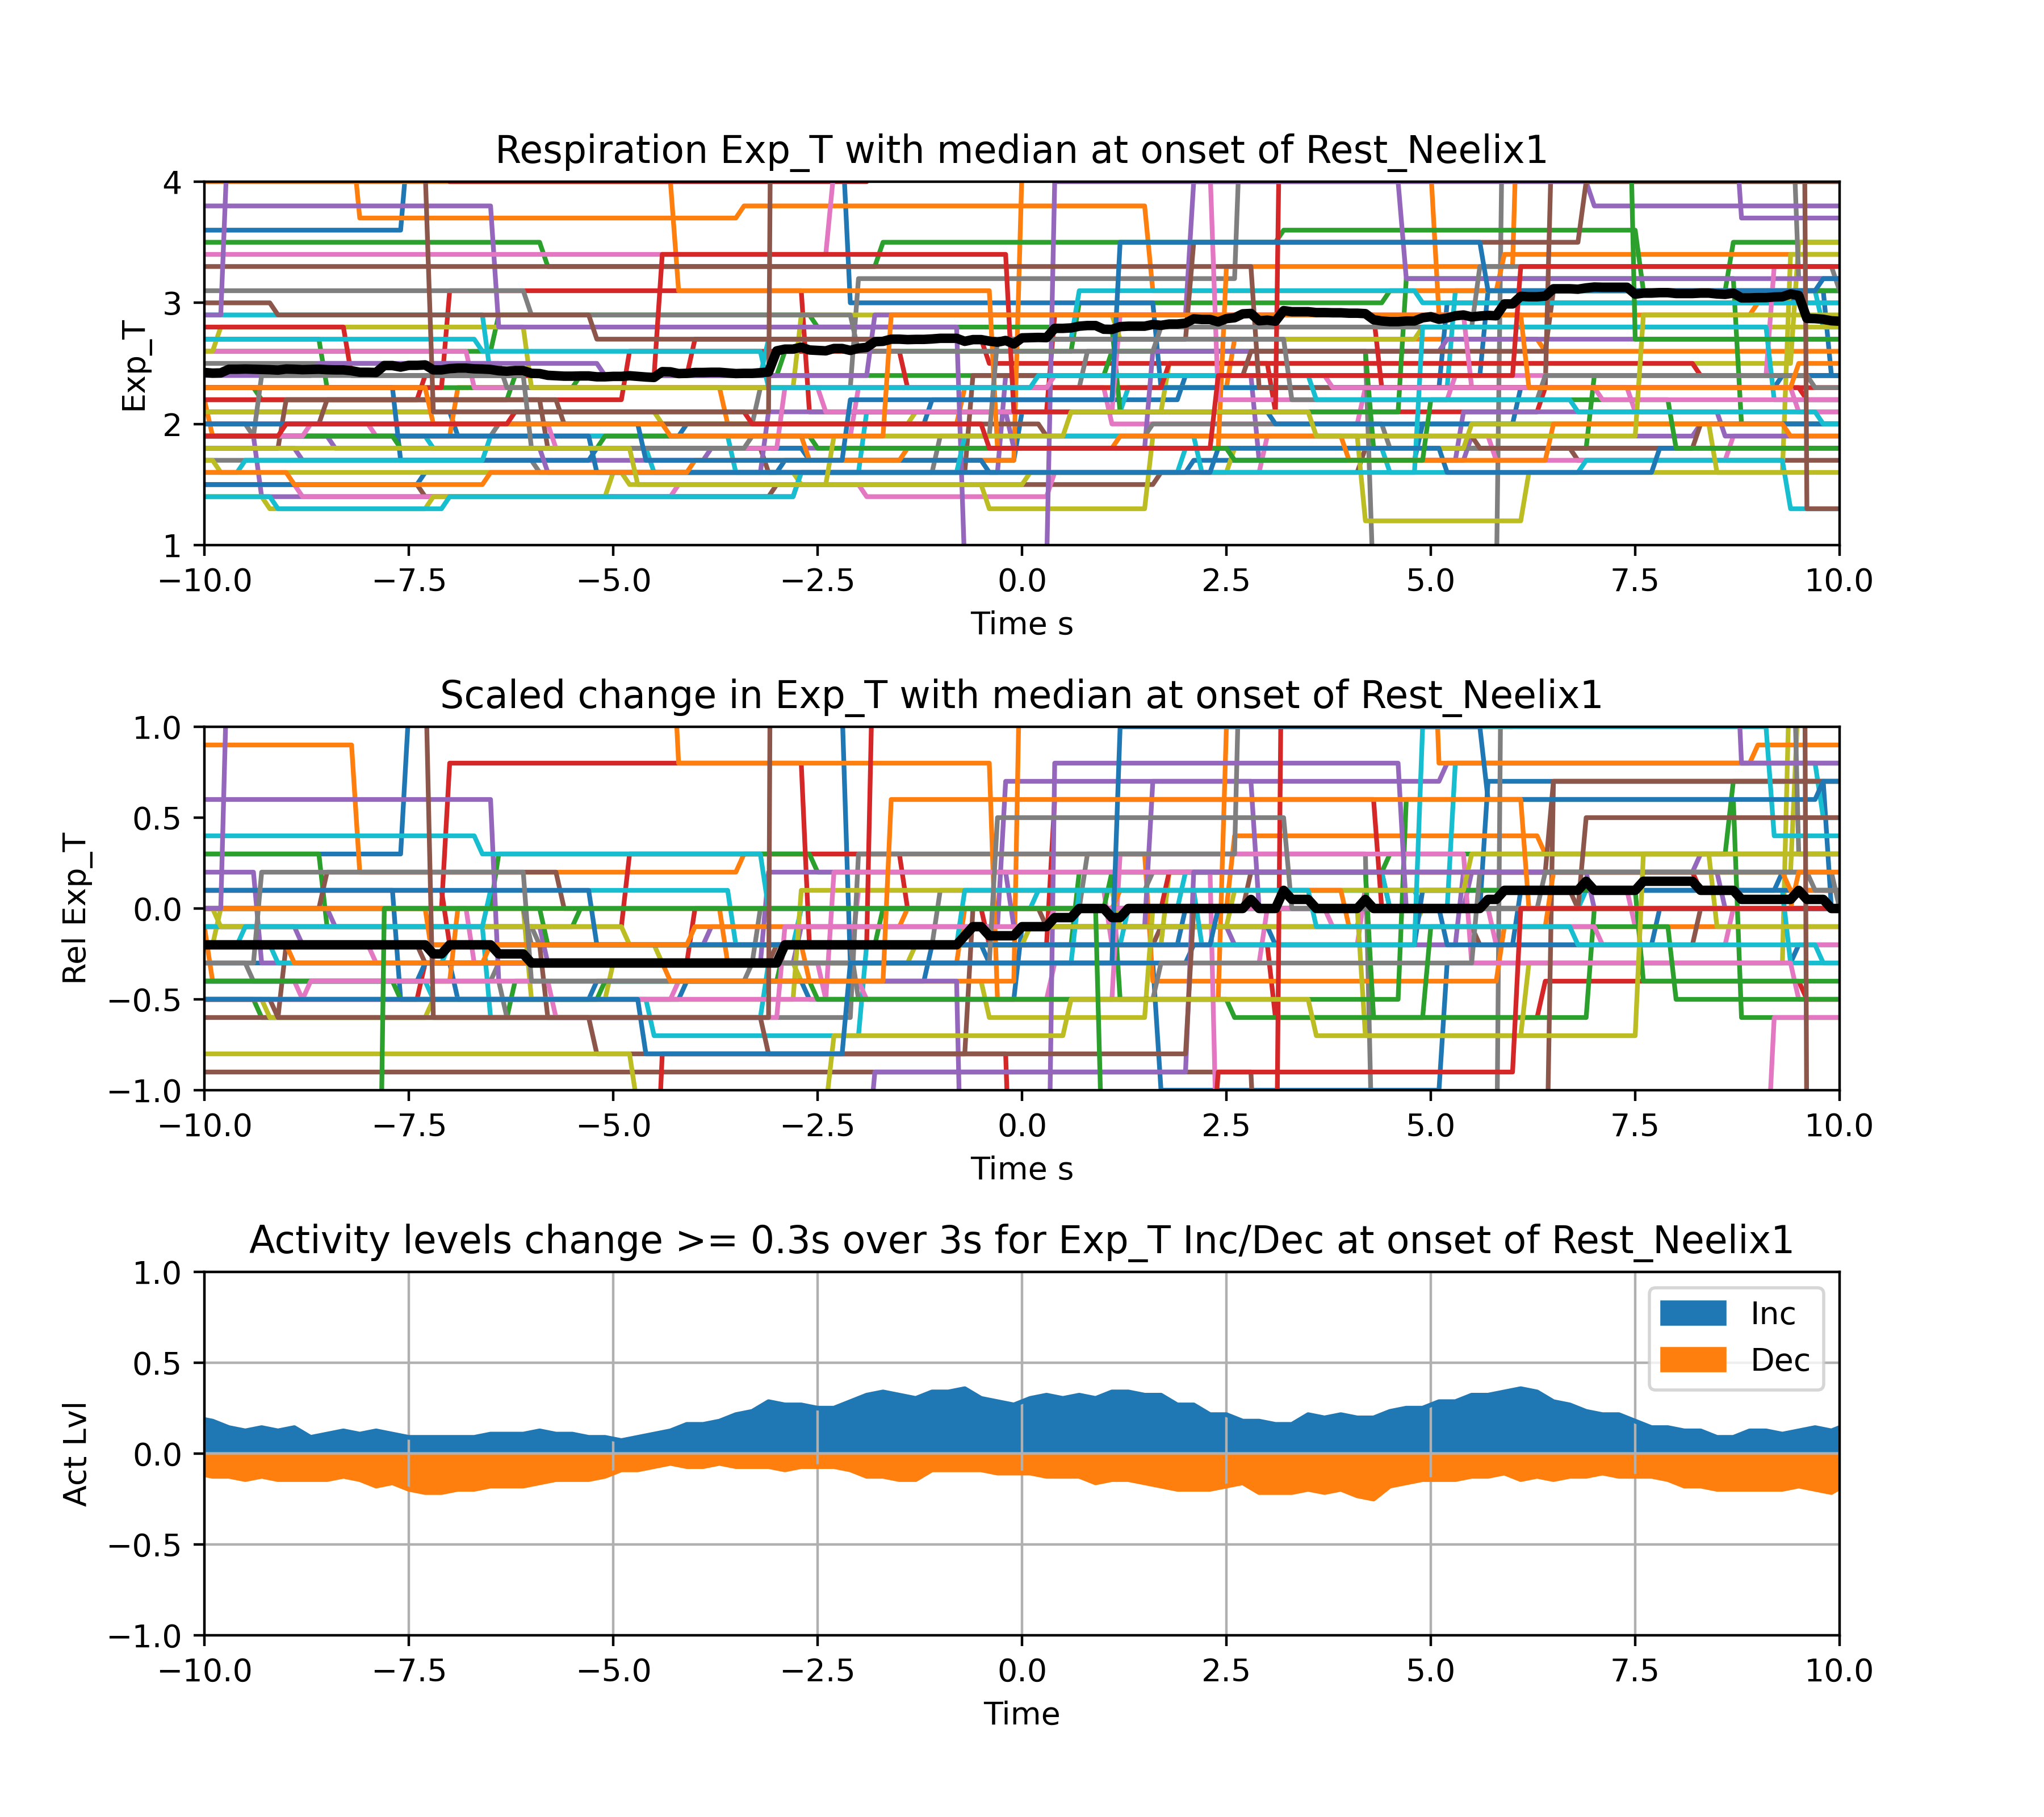 Respiration Exp_T with median at onset of Rest_Neelix1
4
3
2
1
Exp_T
−10.0 −7.5 −5.0 −2.5 0.0 2.5 5.0 7.5 10.0
Time s
Scaled change in Exp_T with median at onset of Rest_Neelix1
1.0
0.5
0.0
−0.5
−1.0
Rel Exp_T
−10.0 −7.5 −5.0 −2.5 0.0 2.5 5.0 7.5 10.0
Time s
Activity levels change >= 0.3s over 3s for Exp_T Inc/Dec at onset of Rest_Neelix1
1.0
0.5
0.0
−0.5
−1.0
Act Lvl
Inc
Dec
−10.0 −7.5 −5.0 −2.5 0.0 2.5 5.0 7.5 10.0
Time